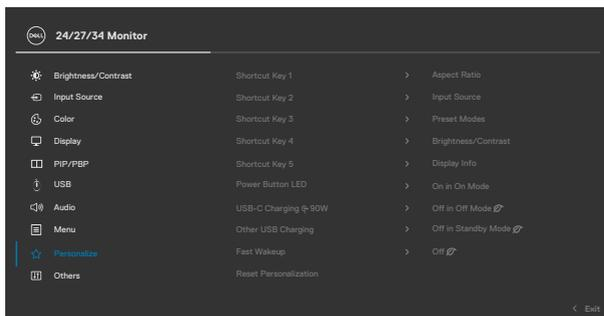 DELL 24/27/34 Monitor
Brightness/Contrast Shortcut Key 1 > Aspect Ratio
Input Source Shortcut Key 2 > Input Source
Color Shortcut Key 3 > Preset Modes
Display Shortcut Key 4 > Brightness/Contrast
PIP/PBP Shortcut Key 5 > Display Info
USB Power Button LED > On in On Mode
Audio USB-C Charging 90W > Off in Off Mode
Menu Other USB Charging > Off in Standby Mode
Personalize Fast Wakeup > Off
Others Reset Personalization
< Exit